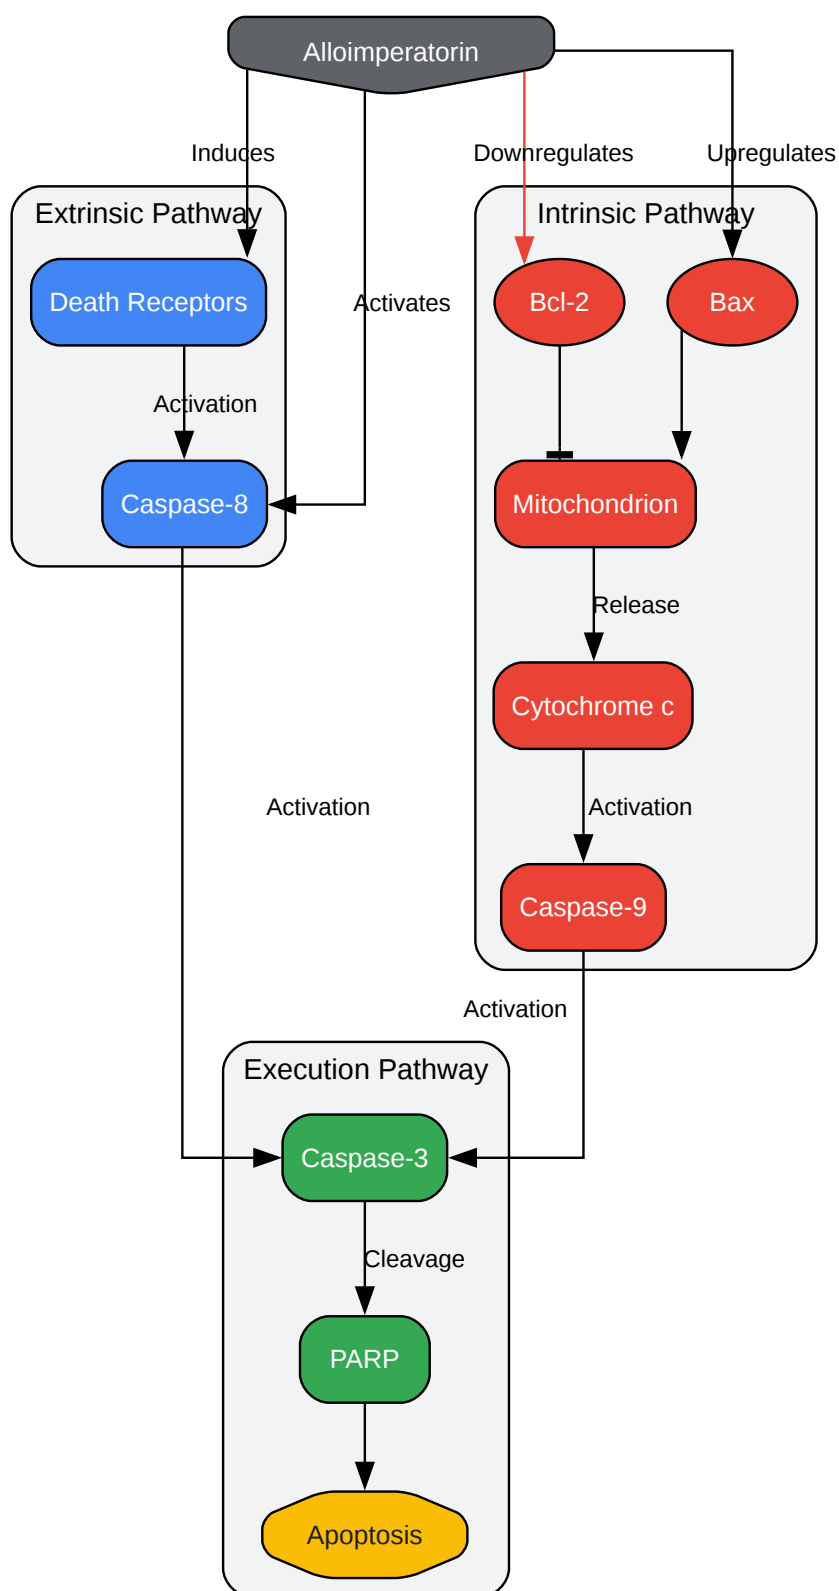 Alloimperatorin
Induces
Downregulates
Upregulates
Extrinsic Pathway
Intrinsic Pathway
Death Receptors
Activates
Bcl-2
Bax
Activation
Caspase-8
Mitochondrion
Release
Cytochrome c
Activation
Activation
Caspase-9
Activation
Execution Pathway
Caspase-3
Cleavage
PARP
Apoptosis